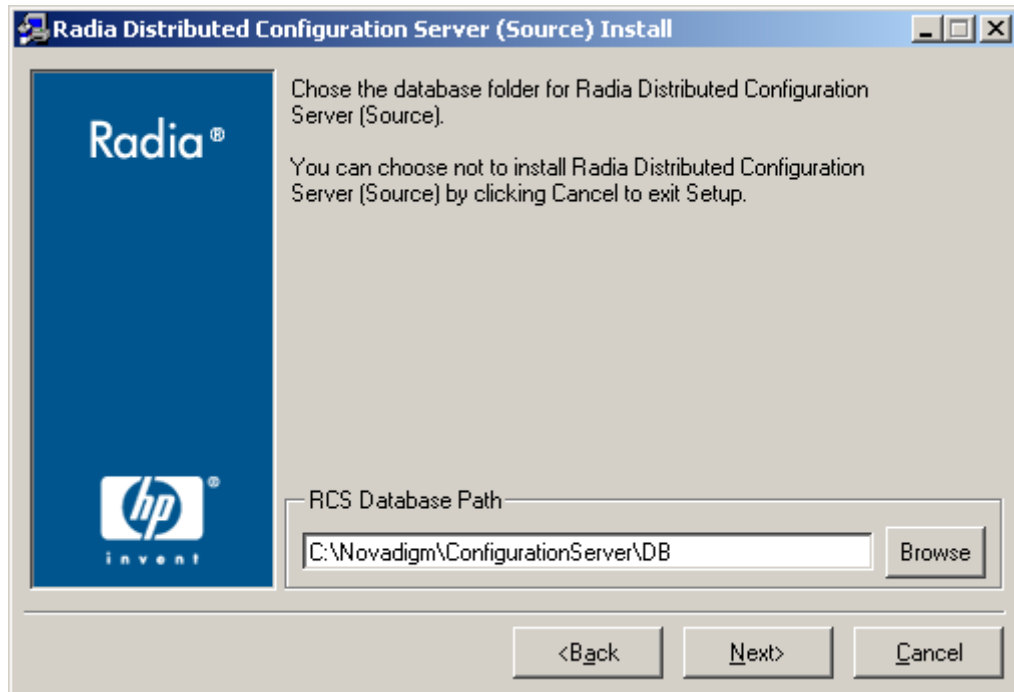 Radia Distributed Configuration Server (Source) Install
Radia®
Chose the database folder for Radia Distributed Configuration
Server (Source).
You can choose not to install Radia Distributed Configuration
Server (Source) by clicking Cancel to exit Setup.
hp®
invent
RCS Database Path
C:\Novadigm\ConfigurationServer\DB
Browse
<Back
Next>
Cancel